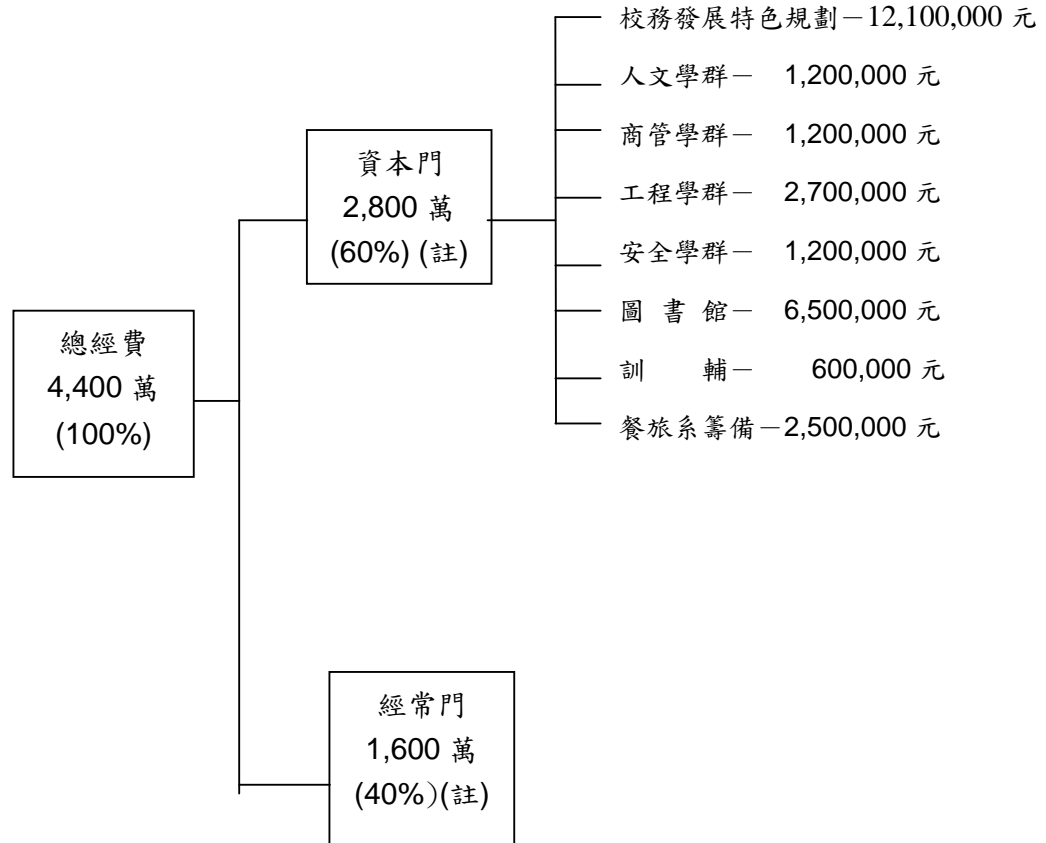 校務發展特色規劃－12,100,000 元
人文學群－ 1,200,000 元
商管學群－ 1,200,000 元
工程學群－ 2,700,000 元
安全學群－ 1,200,000 元
圖 書 館－ 6,500,000 元
訓 輔－ 600,000 元
餐旅系籌備－2,500,000 元
資本門
2,800 萬
(60%) (註)
總經費
4,400 萬
(100%)
經常門
1,600 萬
(40%）(註)